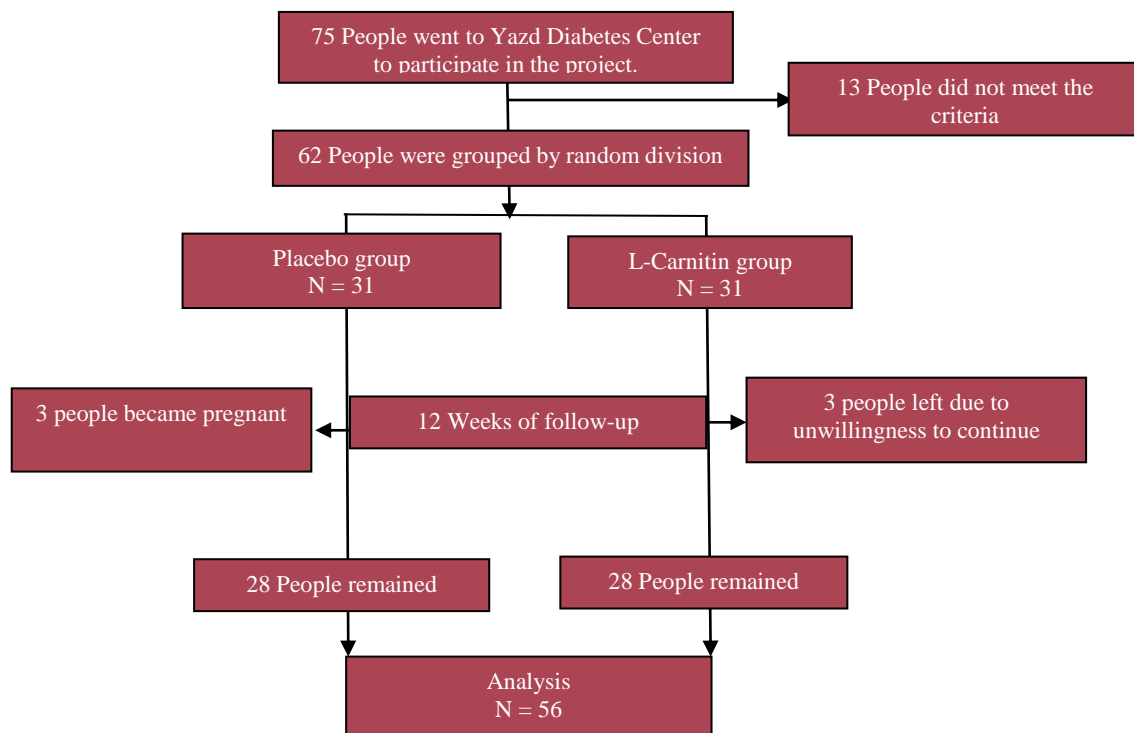 75 People went to Yazd Diabetes Center
to participate in the project.
13 People did not meet the
criteria
62 People were grouped by random division
Placebo group
N = 31
L-Carnitin group
N = 31
3 people became pregnant
12 Weeks of follow-up
3 people left due to
unwillingness to continue
28 People remained
28 People remained
Analysis
N = 56